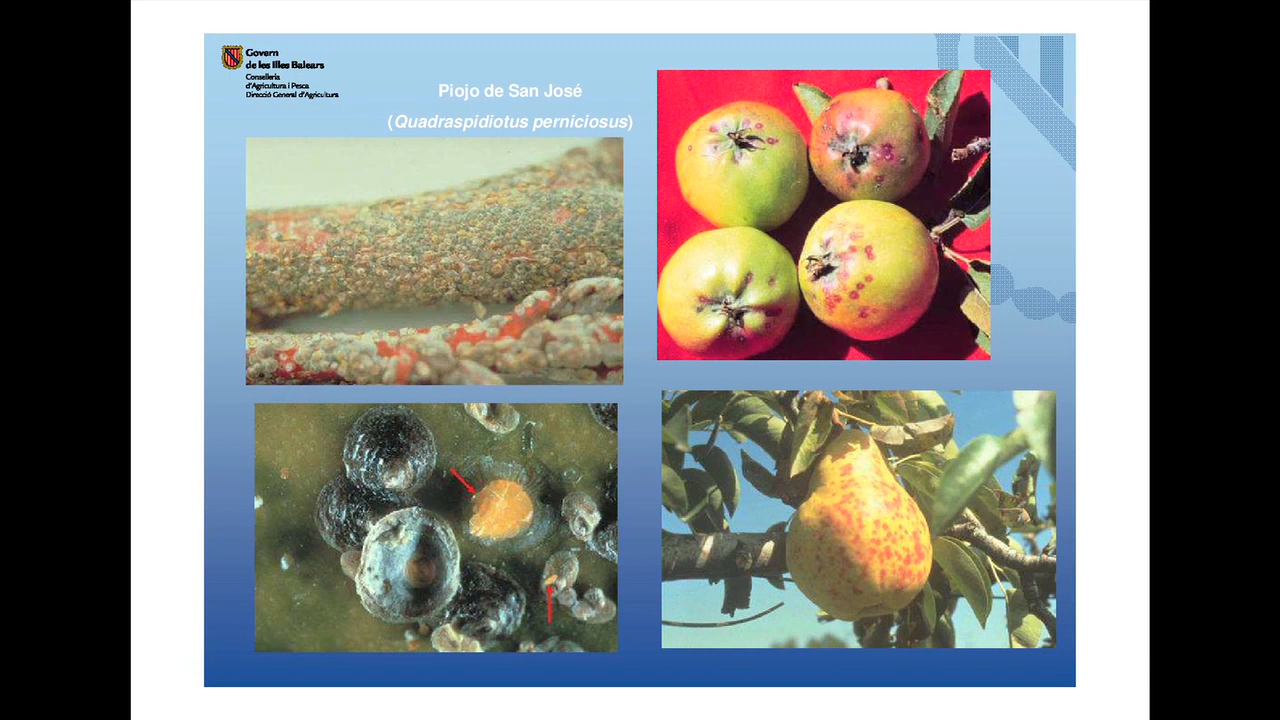 Govern
de les Illes Balears
Conselleria
d'Agricultura i Pesca
Direcció General d'Agricultura
Piojo de San José
(Quadraspidiotus perniciosus)